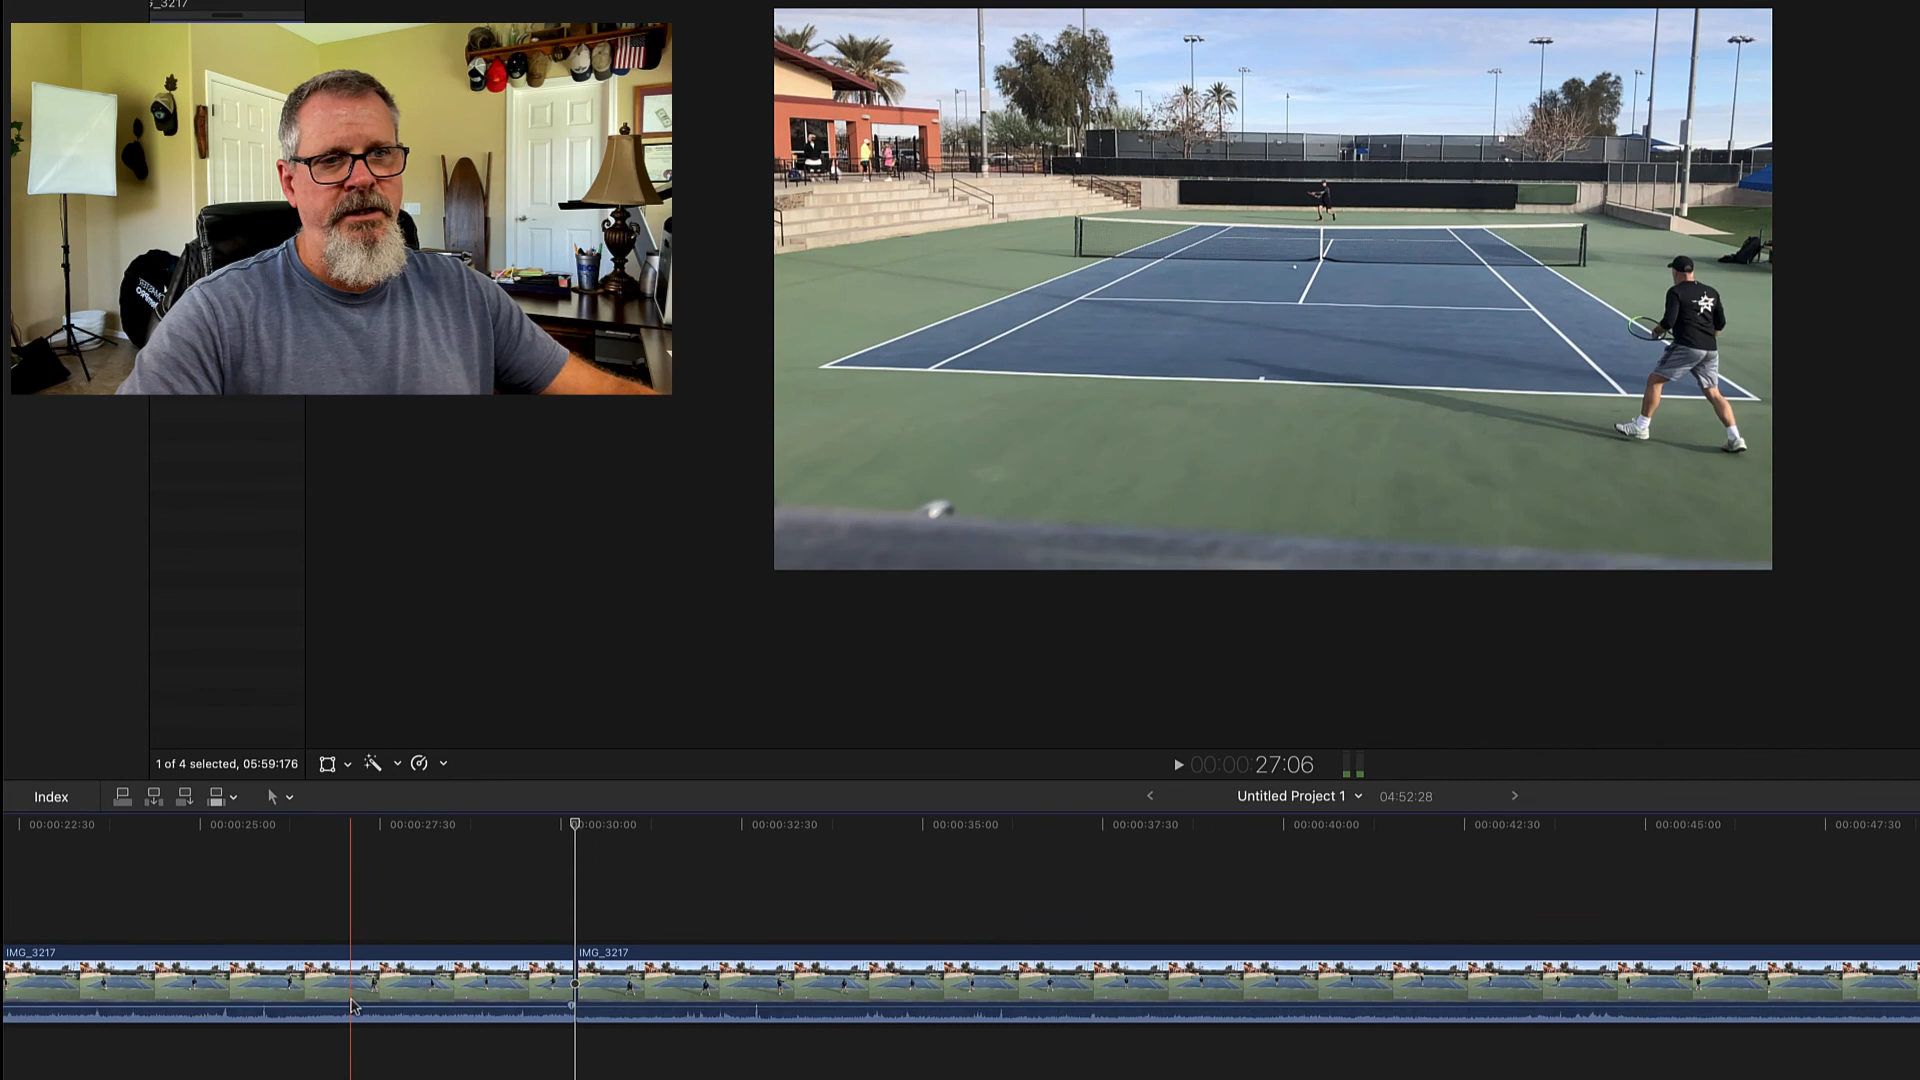 _3217
1 of 4 selected, 05:59:176
00:00:27:06
Index
Untitled Project 1
04:52:28
00:00:22:30
00:00:25:00
00:00:27:30
00:00:30:00
00:00:32:30
00:00:35:00
00:00:37:30
00:00:40:00
00:00:42:30
00:00:45:00
00:00:47:30
IMG_3217
IMG_3217